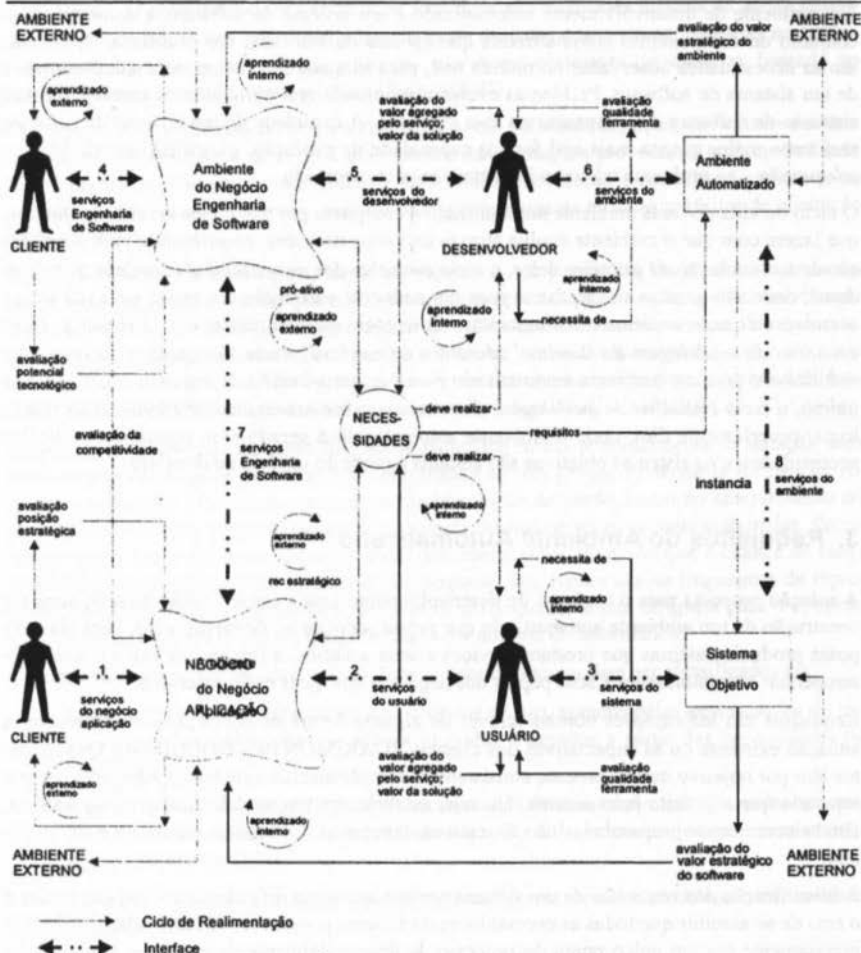 AMBIENTE
EXTERNO
avaliação do valor
estratégico do
ambiente
AMBIENTE
EXTERNO
aprendizado
externo
aprendizado
interno
avaliação do
valor agregado
pelo serviço;
valor da solução
avaliação
qualidade
ferramenta
Ambiente
do Negócio
Engenharia
de Software
Ambiente
Automatizado
4.
serviços
Engenharia
de Software
5.
serviços do
desenvolvedor
6.
serviços do
ambiente
CLIENTE
DESENVOLVEDOR
pró-ativo
aprendizado
externo
aprendizado
interno
aprendizado
interno
necessita de
avaliação
potencial
tecnológico
NECES-
SIDADES
deve realizar
requisitos
deve realizar
avaliação da
competitividade
7
serviços
Engenharia
de Software
instancia
serviços do
ambiente
avaliação
posição
estratégica
aprendizado
interno
aprendizado
externo
rec estratégico
necessita de
aprendizado
interno
do Negócio
APLICAÇÃO
Sistema
Objetivo
1.
serviços
do negócio
aplicação
2.
serviços
do usuário
3.
serviços do
sistema
CLIENTE
USUÁRIO
aprendizado
externo
aprendizado
interno
avaliação do
valor agregado
pelo serviço;
valor da solução
avaliação
qualidade
ferramenta
AMBIENTE
EXTERNO
avaliação do
valor estratégico
do software
AMBIENTE
EXTERNO
Ciclo de Realimentação
Interface